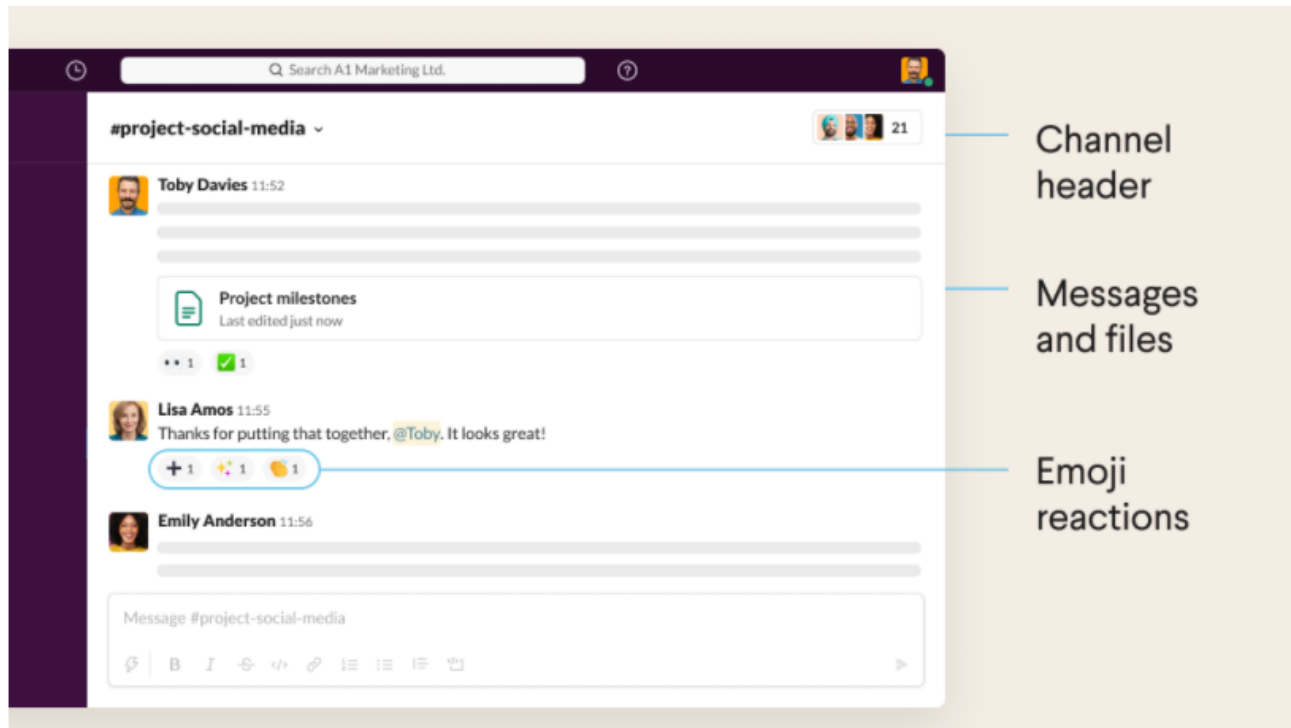 Search A1 Marketing Ltd.
#project-social-media
21
Channel
header
Toby Davies 11:52
Project milestones
Last edited just now
Messages
and files
1 1
Lisa Amos 11:55
Thanks for putting that together, @Toby. It looks great!
1 1 1
Emoji
reactions
Emily Anderson 11:56
Message #project-social-media
B I S </>